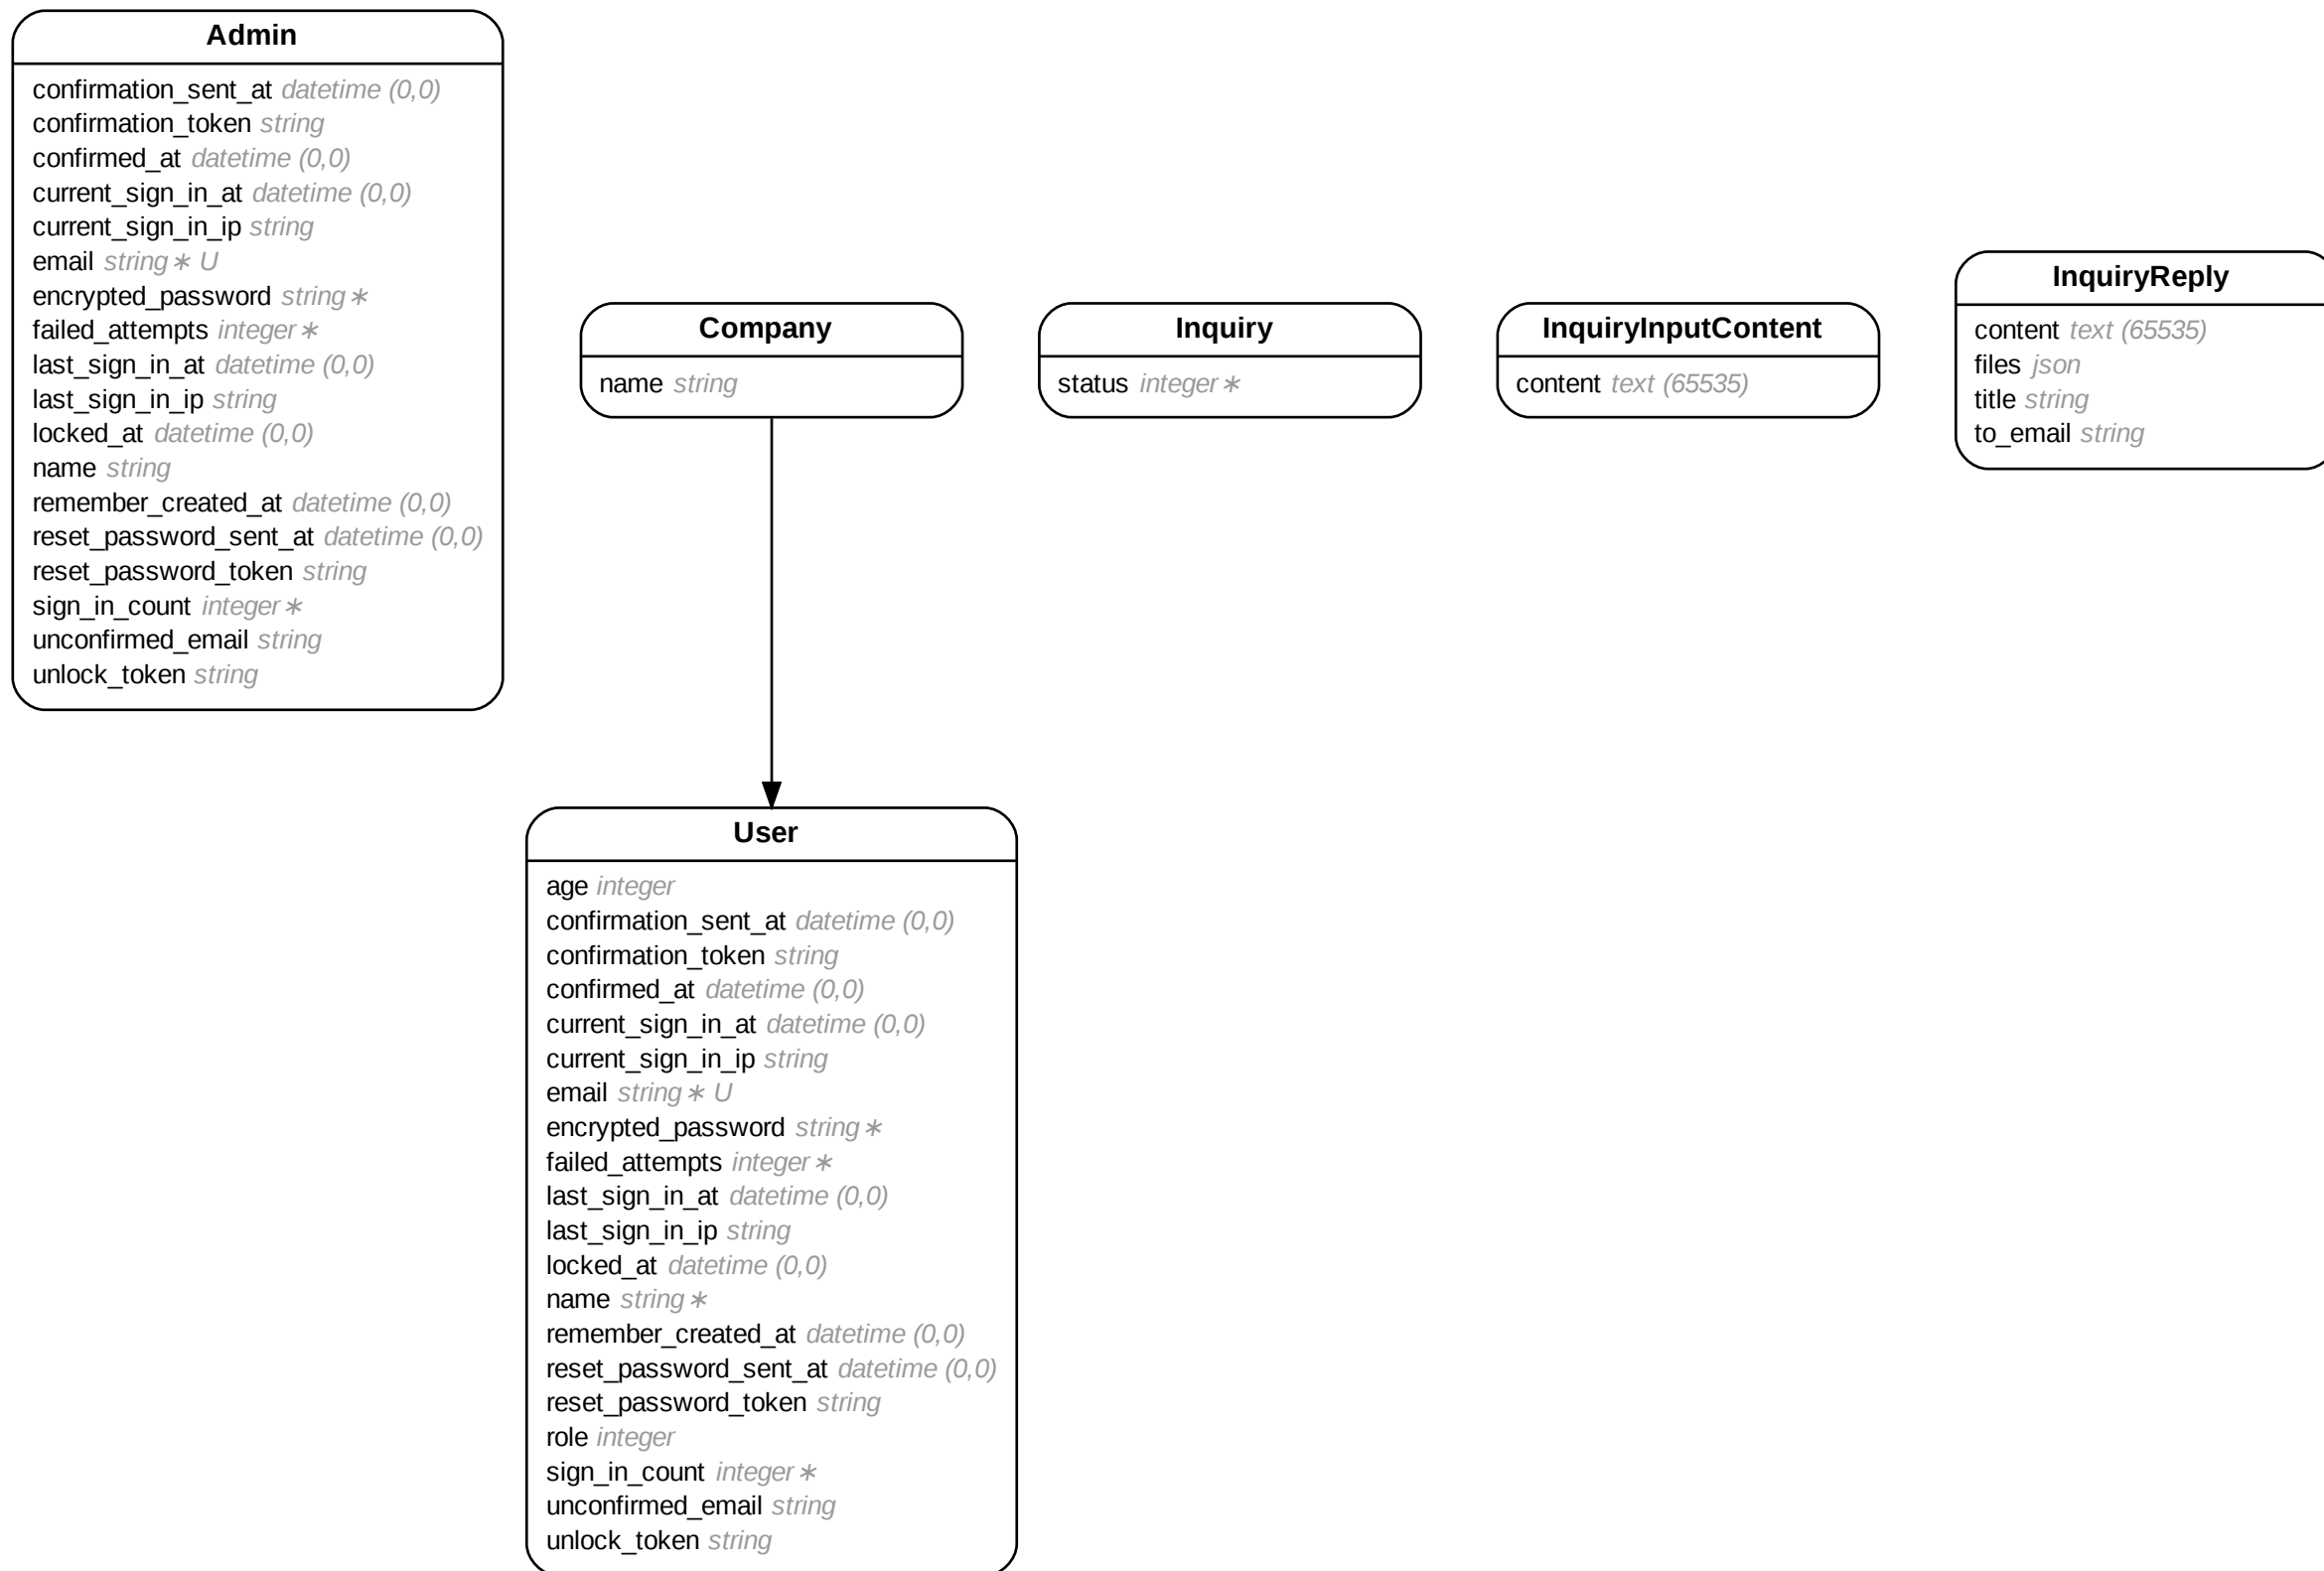 Admin
confirmation_sent_at datetime (0,0)
confirmation_token string
confirmed_at datetime (0,0)
current_sign_in_at datetime (0,0)
current_sign_in_ip string
email string ∗ U
encrypted_password string ∗
failed_attempts integer ∗
last_sign_in_at datetime (0,0)
last_sign_in_ip string
locked_at datetime (0,0)
name string
remember_created_at datetime (0,0)
reset_password_sent_at datetime (0,0)
reset_password_token string
sign_in_count integer ∗
unconfirmed_email string
unlock_token string
Company
name string
Inquiry
status integer ∗
InquiryInputContent
content text (65535)
InquiryReply
content text (65535)
files json
title string
to_email string
User
age integer
confirmation_sent_at datetime (0,0)
confirmation_token string
confirmed_at datetime (0,0)
current_sign_in_at datetime (0,0)
current_sign_in_ip string
email string ∗ U
encrypted_password string ∗
failed_attempts integer ∗
last_sign_in_at datetime (0,0)
last_sign_in_ip string
locked_at datetime (0,0)
name string ∗
remember_created_at datetime (0,0)
reset_password_sent_at datetime (0,0)
reset_password_token string
role integer
sign_in_count integer ∗
unconfirmed_email string
unlock_token string